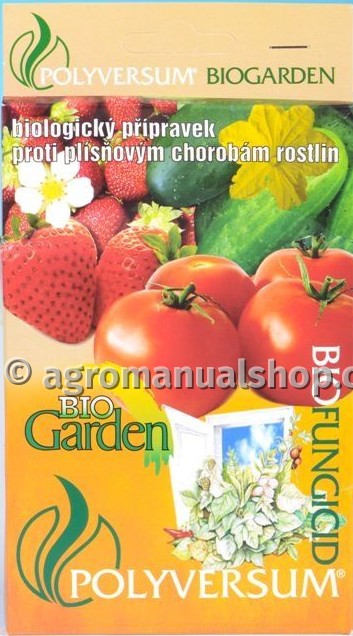 POLYVERSUM® BIOGARDEN
biologický přípravek
proti plísňovým chorobám rostlin
© agromanualshop.c
BIO
Garden
BIOFUNGICID
POLYVERSUM®